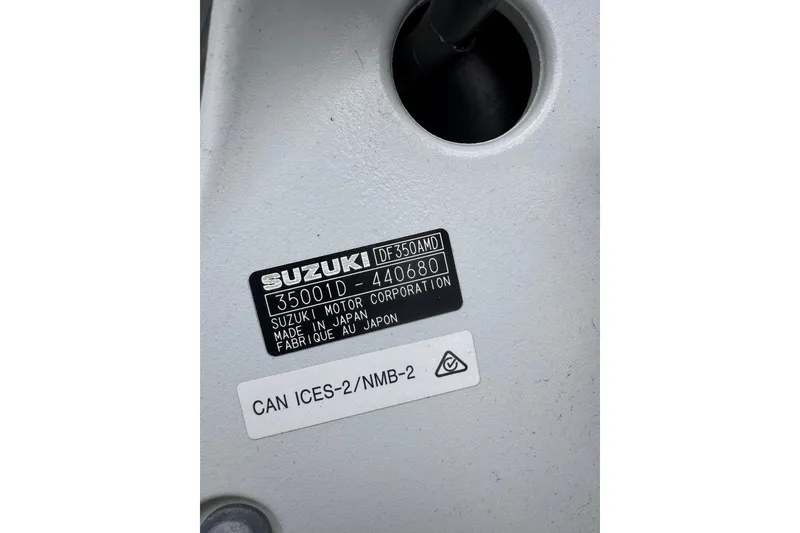 SUZUKI DF350AMD
35001D-440680
SUZUKI MOTOR CORPORATION
MADE IN JAPAN
FABRIQUE AU JAPON
CAN ICES-2/NMB-2